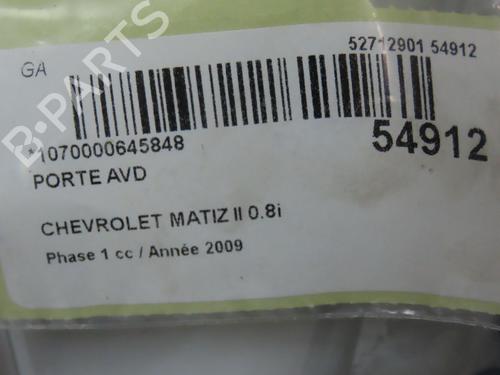 GA
52712901 54912
B-PARTS
*1070000645848
54912
PORTE AVD
CHEVROLET MATIZ II 0.8i
Phase 1 cc / Année 2009